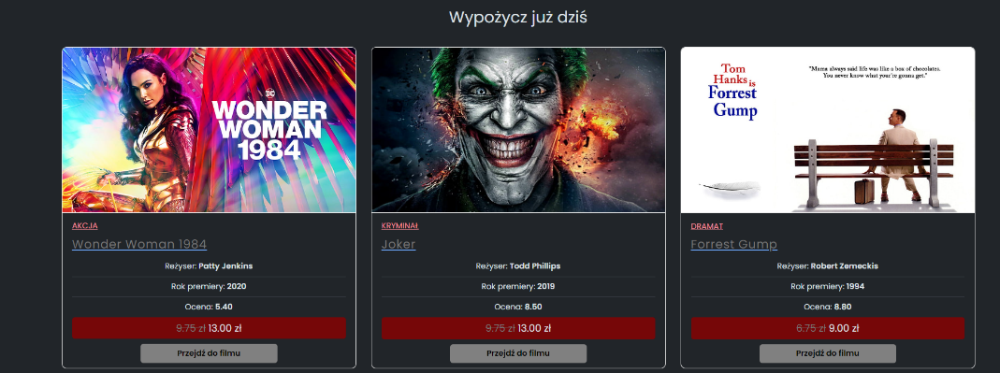 Wypożycz już dziś
DC
WONDER
WOMAN
1984
AKCJA
Wonder Woman 1984
Reżyser: Patty Jenkins
Rok premiery: 2020
Ocena: 5.40
9.75 zł 13.00 zł
Przejdź do filmu
KRYMINAŁ
Joker
Reżyser: Todd Phillips
Rok premiery: 2019
Ocena: 8.50
9.75 zł 13.00 zł
Przejdź do filmu
Tom
Hanks is
Forrest
Gump
"Mama always said life was like a box of chocolates.
You never know what your're gonna get."
DRAMAT
Forrest Gump
Reżyser: Robert Zemeckis
Rok premiery: 1994
Ocena: 8.80
6.75 zł 9.00 zł
Przejdź do filmu